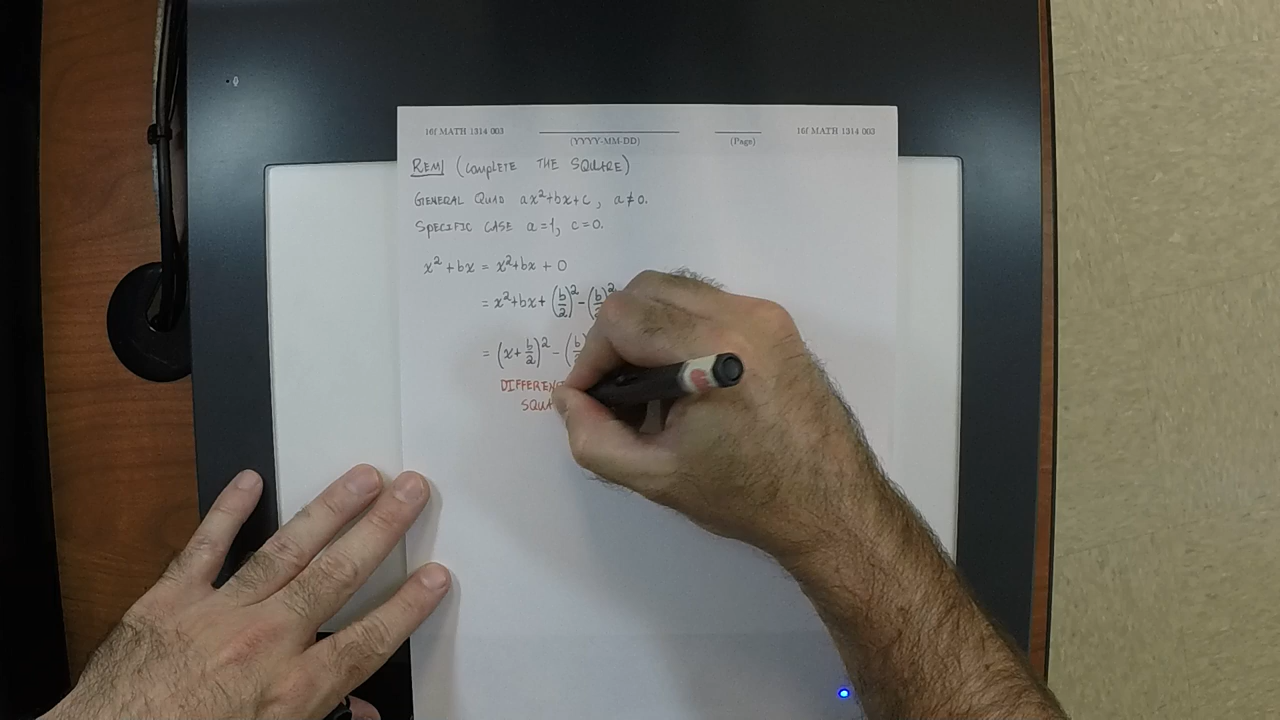 16f MATH 1314 003 (YYYY-MM-DD) (Page) 16f MATH 1314 003
REM (COMPLETE THE SQUARE)
GENERAL QUAD ax²+bx+c, a≠0.
SPECIFIC CASE a=1, c=0.
x²+bx = x²+bx+0
= x²+bx+(b/2)²-(b/2)²
= (x+b/2)²-(b/